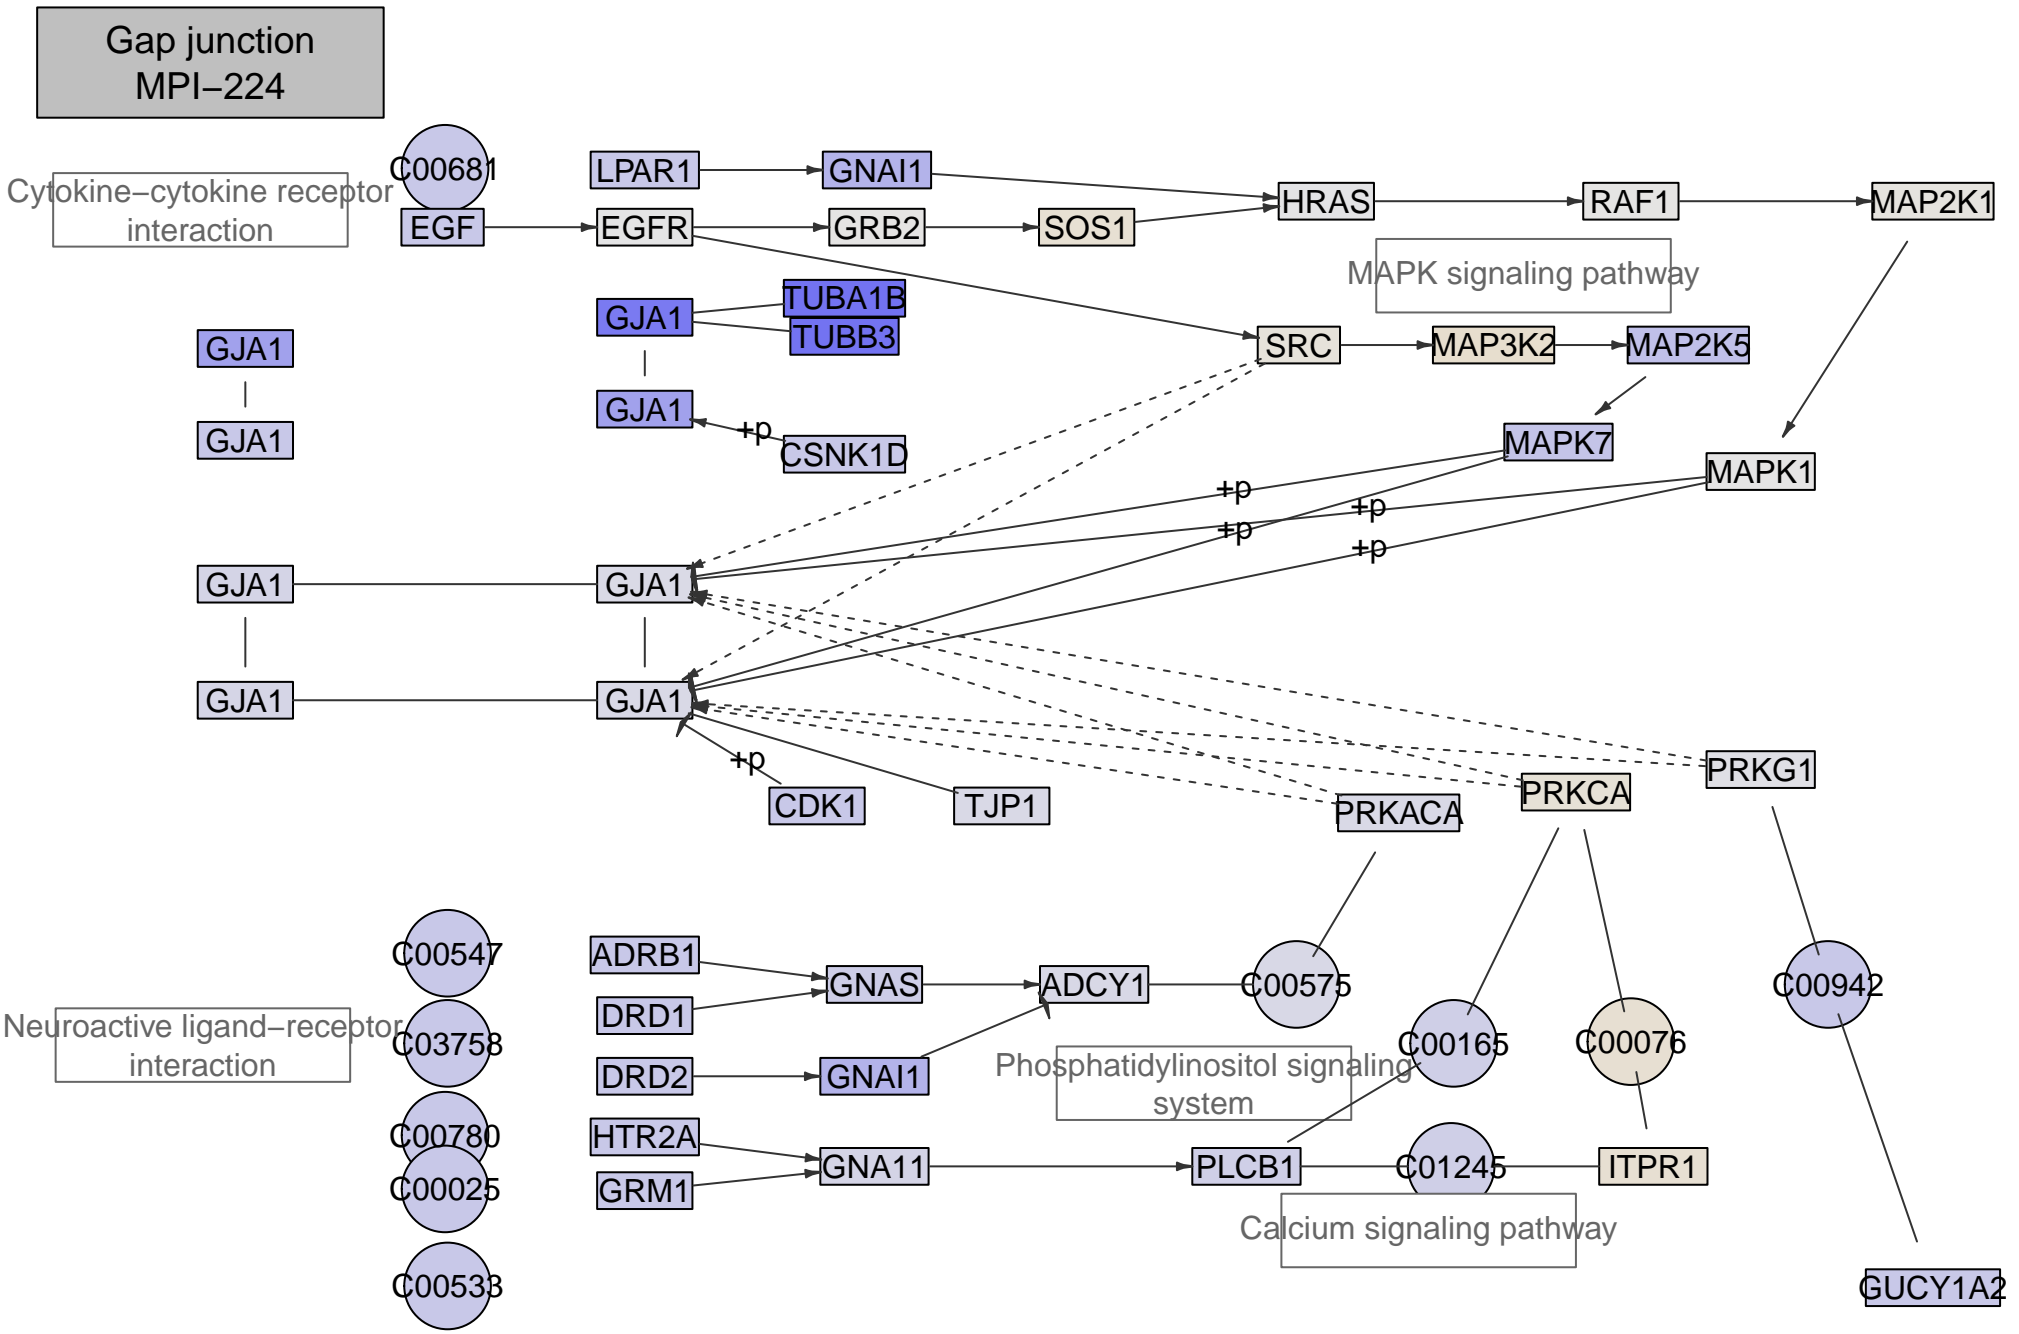 Gap junction
MPI−224
C00681
LPAR1
GNAI1
Cytokine−cytokine receptor
interaction
HRAS
RAF1
MAP2K1
EGF
EGFR
GRB2
SOS1
MAPK signaling pathway
TUBA1B
GJA1
TUBB3
GJA1
SRC
MAP3K2
MAP2K5
GJA1
+p
GJA1
CSNK1D
MAPK7
MAPK1
+p
+p
+p
+p
GJA1
GJA1
GJA1
GJA1
+p
PRKG1
CDK1
TJP1
PRKACA
PRKCA
C00547
ADRB1
GNAS
ADCY1
C00575
C00942
DRD1
Neuroactive ligand−receptor
interaction
C03758
C00165
C00076
DRD2
GNAI1
Phosphatidylinositol signaling
system
C00780
HTR2A
GNA11
PLCB1
C01245
ITPR1
C00025
GRM1
Calcium signaling pathway
C00533
GUCY1A2